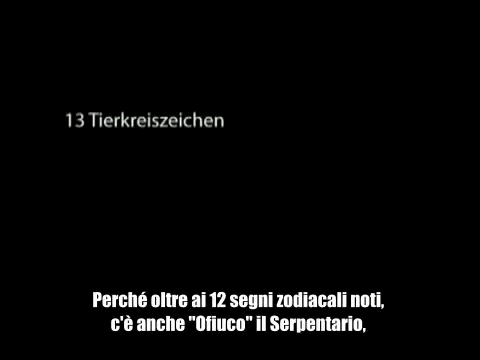 13 Tierkreiszeichen
Perché oltre ai 12 segni zodiacali noti,
c'è anche "Ofiuco" il Serpentario,